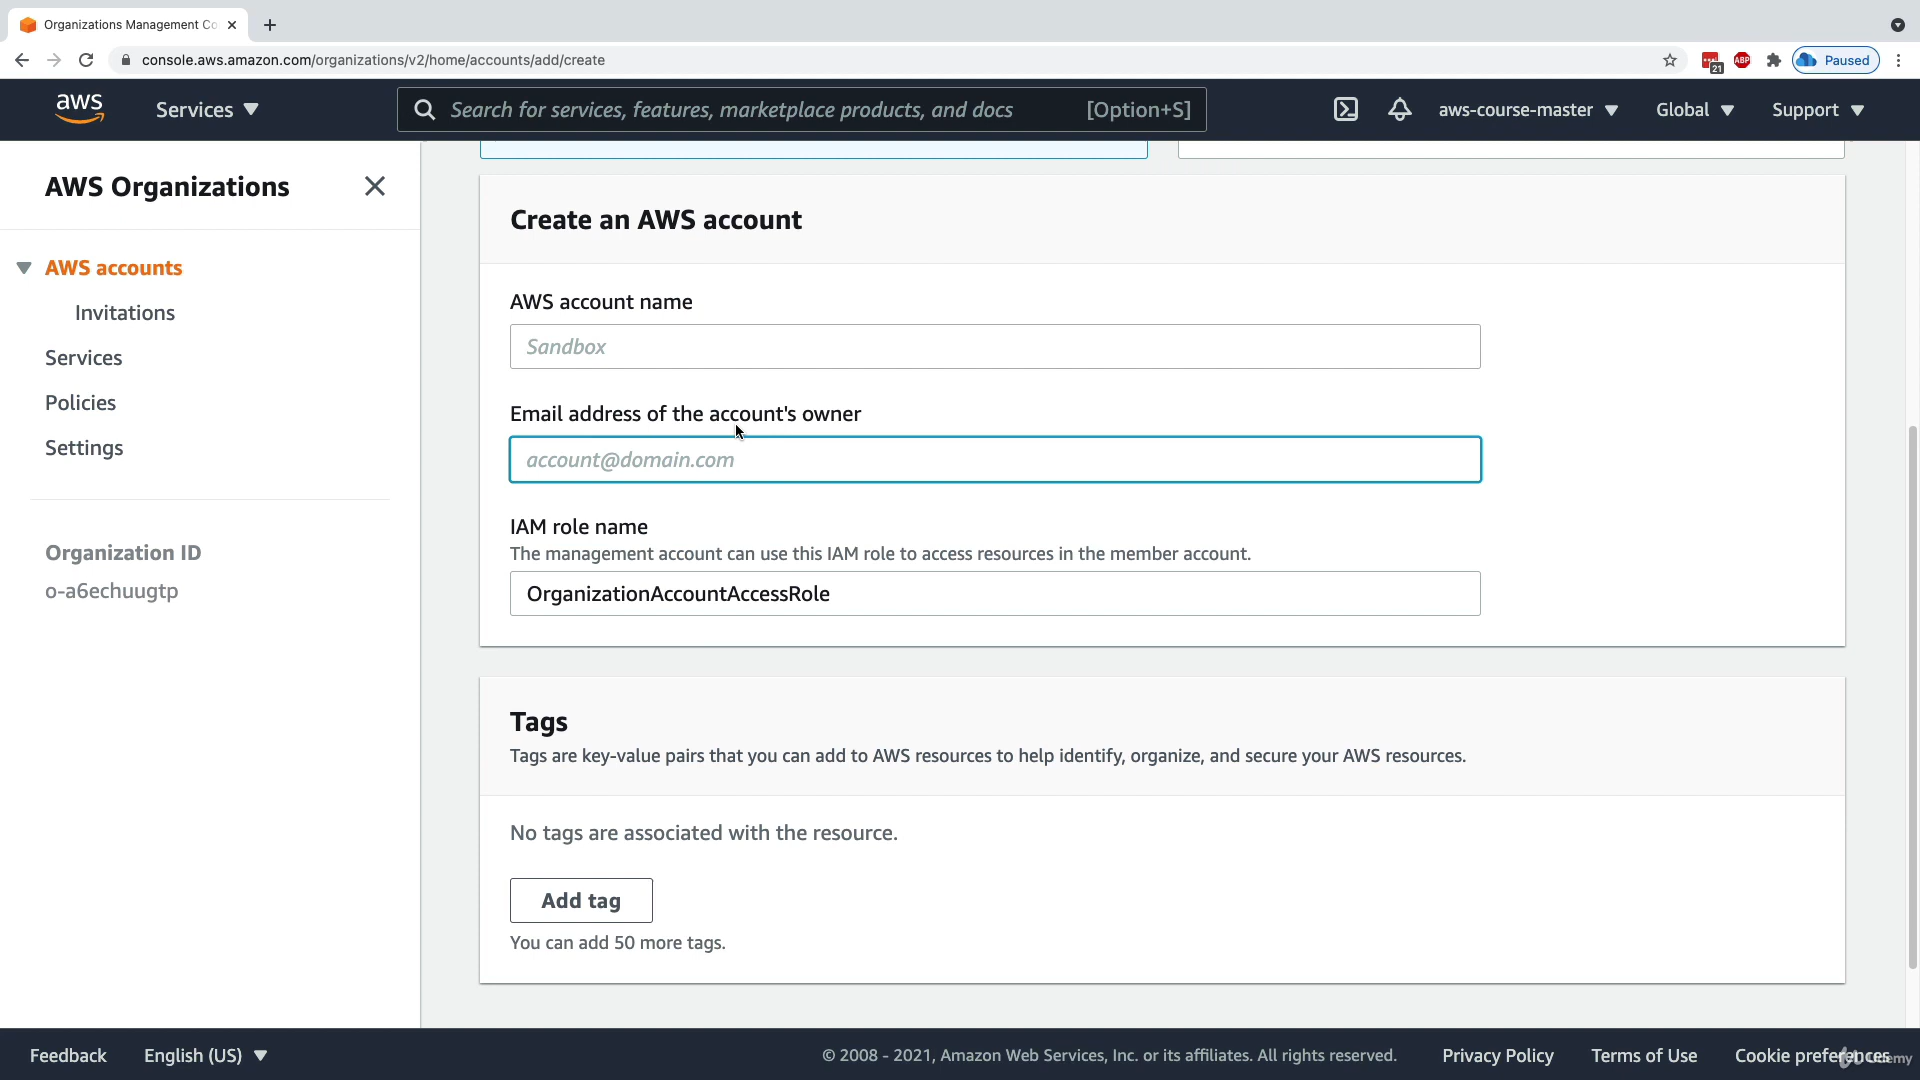 Organizations Management Co
console.aws.amazon.com/organizations/v2/home/accounts/add/create
21
ABP
Paused
aws
Services
Search for services, features, marketplace products, and docs
[Option+S]
aws-course-master
Global
Support
AWS Organizations
AWS accounts
Invitations
Services
Policies
Settings
Organization ID
o-a6echuugtp
Create an AWS account
AWS account name
Sandbox
Email address of the account's owner
account@domain.com
IAM role name
The management account can use this IAM role to access resources in the member account.
OrganizationAccountAccessRole
Tags
Tags are key-value pairs that you can add to AWS resources to help identify, organize, and secure your AWS resources.
No tags are associated with the resource.
Add tag
You can add 50 more tags.
Feedback
English (US)
© 2008 - 2021, Amazon Web Services, Inc. or its affiliates. All rights reserved.
Privacy Policy
Terms of Use
Cookie preferences
Udemy